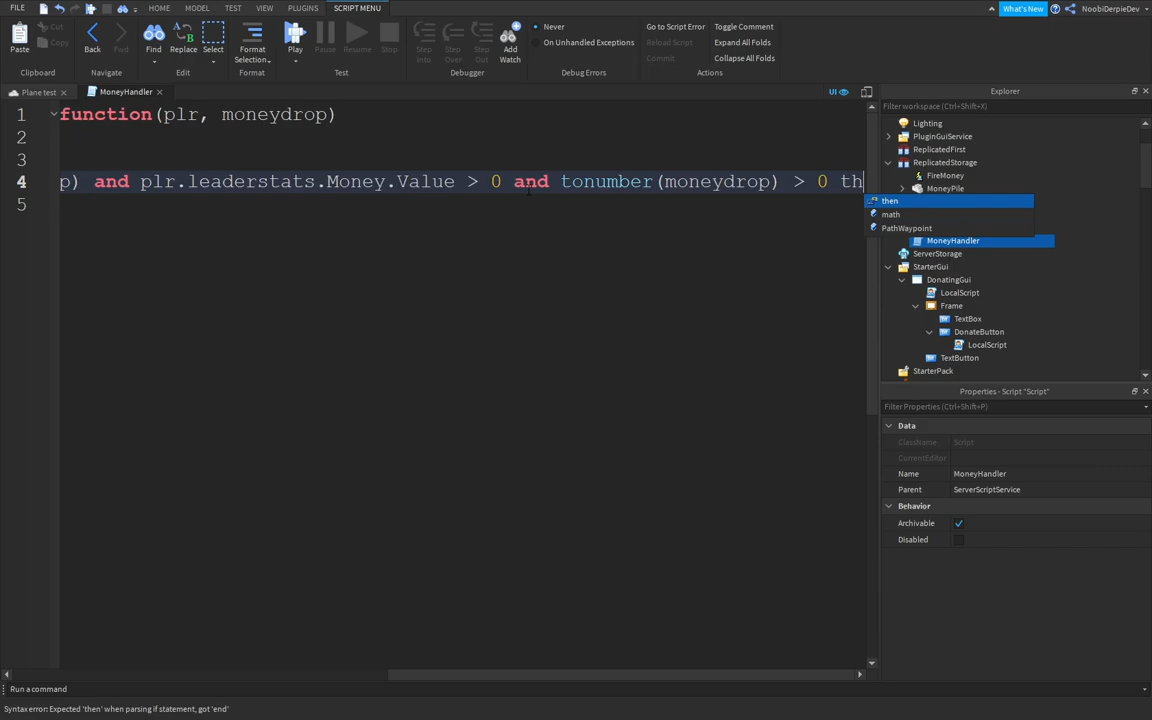 FILE HOME MODEL TEST VIEW PLUGINS SCRIPT MENU What's New NoobiDerpieDev
Paste Cut Copy Back Fwd Find Replace Select Format Selection Play Pause Resume Stop Step Into Step Over Step Out Add Watch Never On Unhandled Exceptions Go to Script Error Reload Script Commit Toggle Comment Expand All Folds Collapse All Folds
Clipboard Navigate Edit Format Test Debugger Debug Errors Actions
Plane test MoneyHandler UI Explorer
Filter workspace (Ctrl+Shift+X)
1 function(plr, moneydrop)
2
3
4 p) and plr.leaderstats.Money.Value > 0 and tonumber(moneydrop) > 0 th
5
then
math
PathWaypoint
Lighting
PluginGuiService
ReplicatedFirst
ReplicatedStorage
FireMoney
MoneyPile
MoneyHandler
ServerStorage
StarterGui
DonatingGui
LocalScript
Frame
TextBox
DonateButton
LocalScript
TextButton
StarterPack
Properties - Script "Script"
Filter Properties (Ctrl+Shift+P)
Data
ClassName Script
CurrentEditor
Name MoneyHandler
Parent ServerScriptService
Behavior
Archivable
Disabled
Run a command
Syntax error: Expected 'then' when parsing if statement, got 'end'